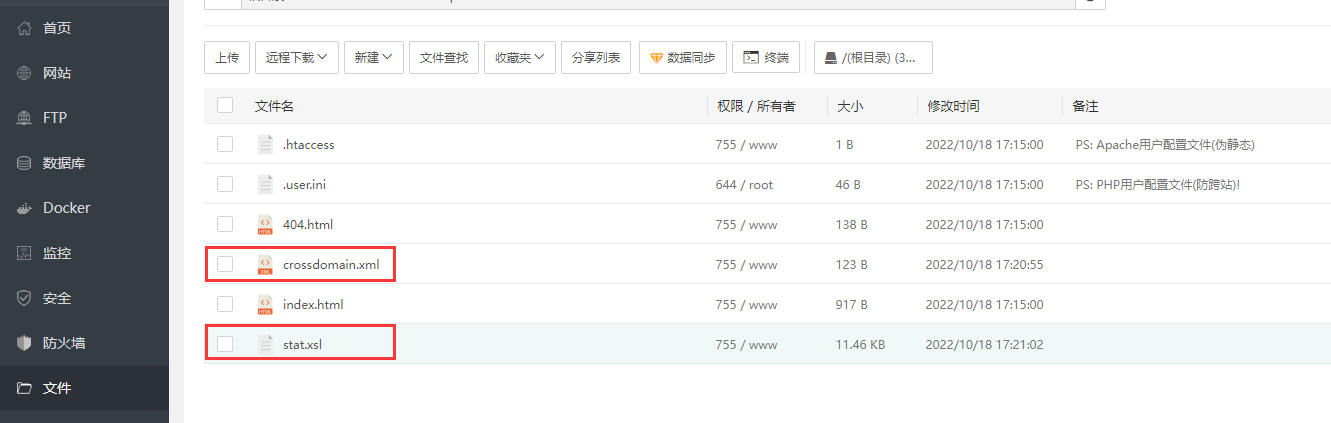 首页
网站
FTP
数据库
Docker
监控
安全
防火墙
文件
上传 远程下载 新建 文件查找 收藏夹 分享列表 数据同步 终端 /(根目录) (3...
文件名 权限 / 所有者 大小 修改时间 备注
.htaccess 755 / www 1 B 2022/10/18 17:15:00 PS: Apache用户配置文件(伪静态)
.user.ini 644 / root 46 B 2022/10/18 17:15:00 PS: PHP用户配置文件(防跨站)!
404.html 755 / www 138 B 2022/10/18 17:15:00
crossdomain.xml 755 / www 123 B 2022/10/18 17:20:55
index.html 755 / www 917 B 2022/10/18 17:15:00
stat.xsl 755 / www 11.46 KB 2022/10/18 17:21:02